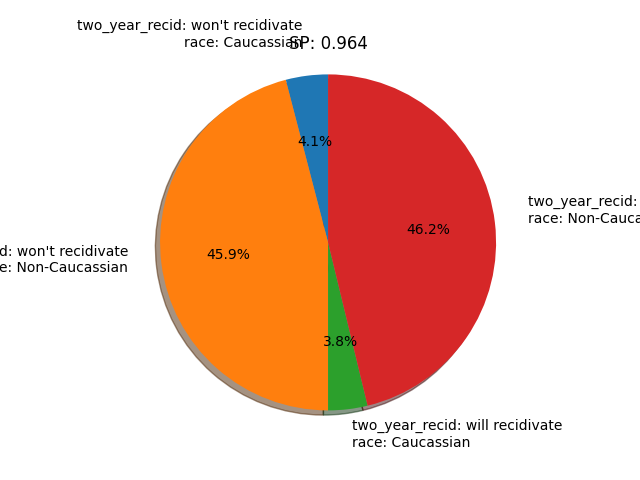 two_year_recid: won't recidivate
race: Caucassian
SP: 0.964
4.1%
two_year_recid:
race: Non-Cauca
46.2%
d: won't recidivate
e: Non-Caucassian
45.9%
3.8%
two_year_recid: will recidivate
race: Caucassian